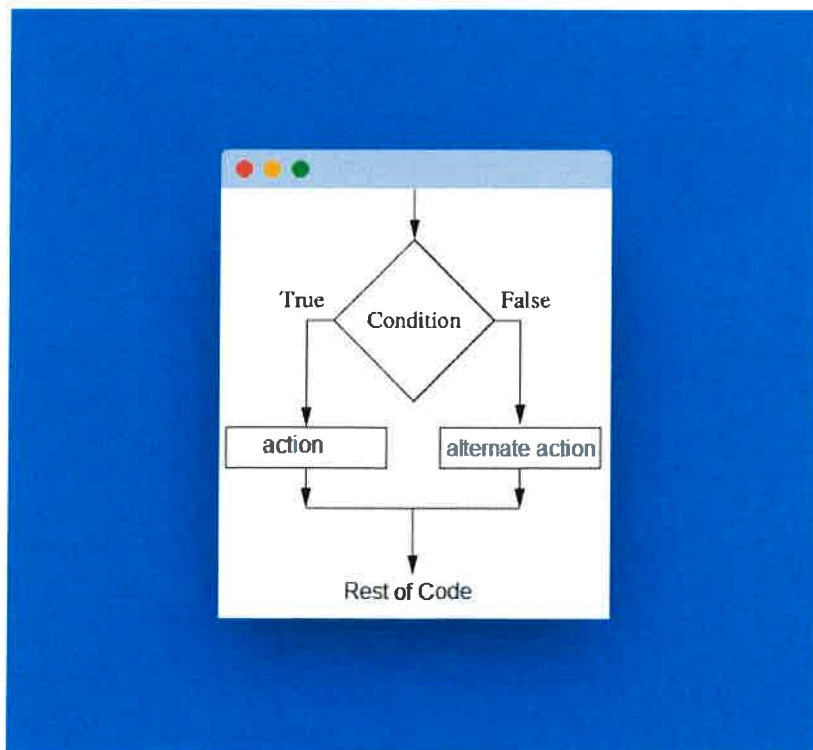 True
False
Condition
action
alternate action
Rest of Code